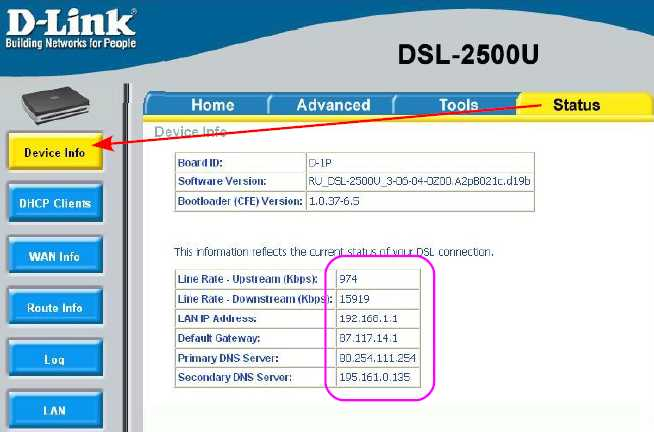 D-Link
Building Networks for People
DSL-2500U
Home Advanced Tools Status
Device Info
Device Info
Board ID: D-1P
Software Version: RU_DSL-2500U_3-06-04-0Z00.A2pB021c.d19b
Bootloader (CFE) Version: 1.0.37-6.5
DHCP Clients
WAN Info
This information reflects the current status of your DSL connection.
Line Rate - Upstream (Kbps): 974
Line Rate - Downstream (Kbps): 15919
LAN IP Address: 192.168.1.1
Default Gateway: 87.117.14.1
Primary DNS Server: 80.254.111.254
Secondary DNS Server: 195.161.0.135
Route Info
Log
LAN